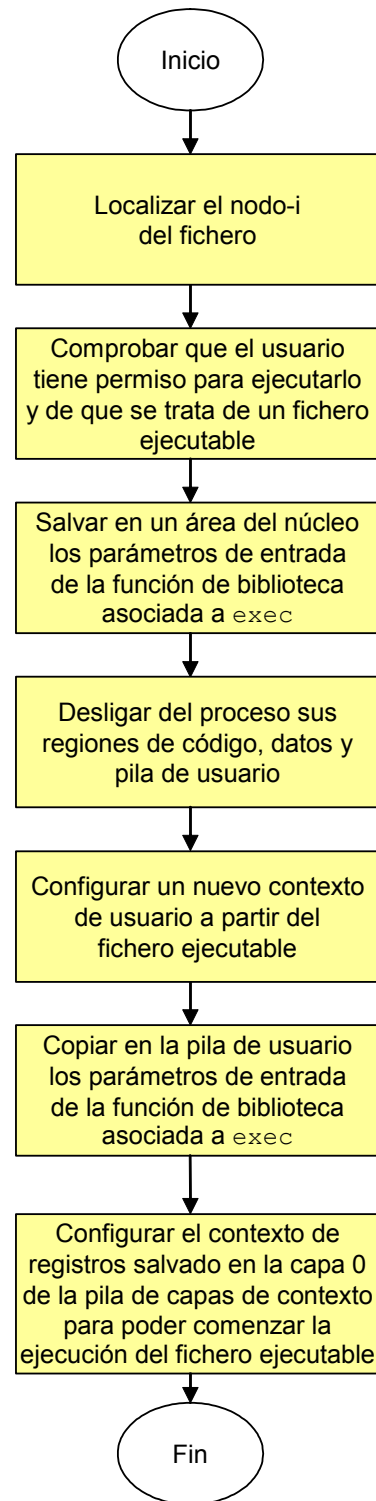 Inicio
Localizar el nodo-i
del fichero
Comprobar que el usuario
tiene permiso para ejecutarlo
y de que se trata de un fichero
ejecutable
Salvar en un área del núcleo
los parámetros de entrada
de la función de biblioteca
asociada a exec
Desligar del proceso sus
regiones de código, datos y
pila de usuario
Configurar un nuevo contexto
de usuario a partir del
fichero ejecutable
Copiar en la pila de usuario
los parámetros de entrada
de la función de biblioteca
asociada a exec
Configurar el contexto de
registros salvado en la capa 0
de la pila de capas de contexto
para poder comenzar la
ejecución del fichero ejecutable
Fin